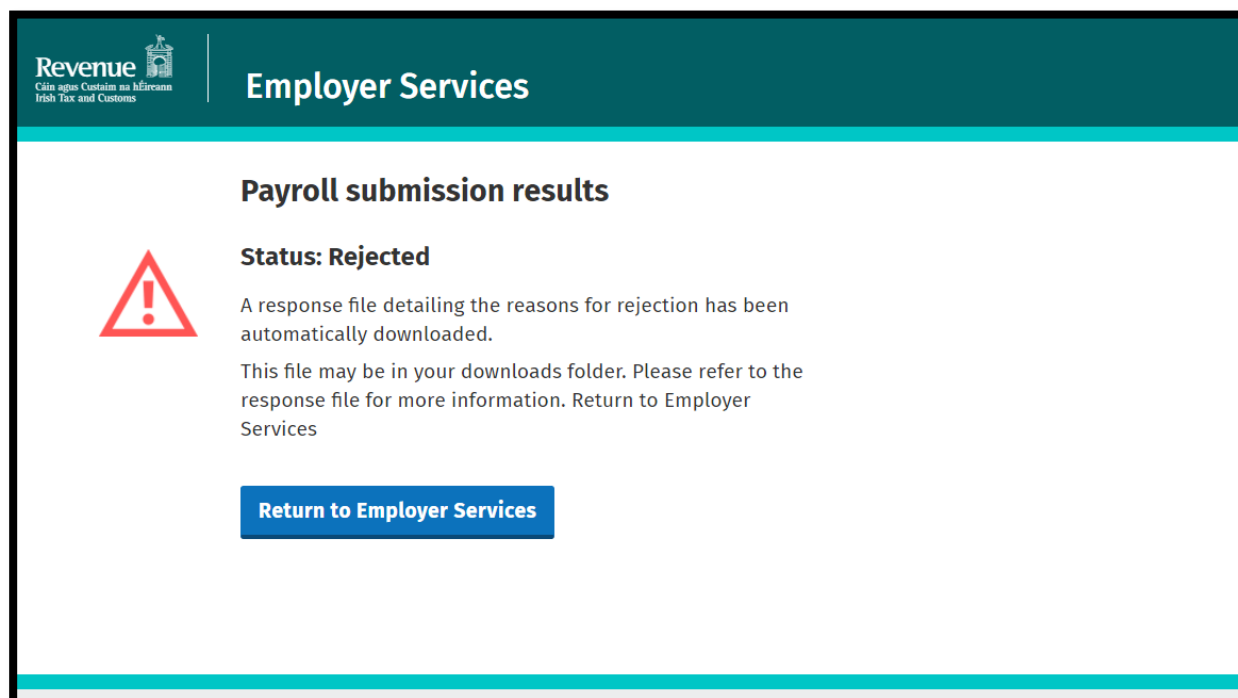 Revenue
Cáin agus Custaim na hÉireann
Irish Tax and Customs
Employer Services
Payroll submission results
Status: Rejected
A response file detailing the reasons for rejection has been
automatically downloaded.
This file may be in your downloads folder. Please refer to the
response file for more information. Return to Employer
Services
Return to Employer Services